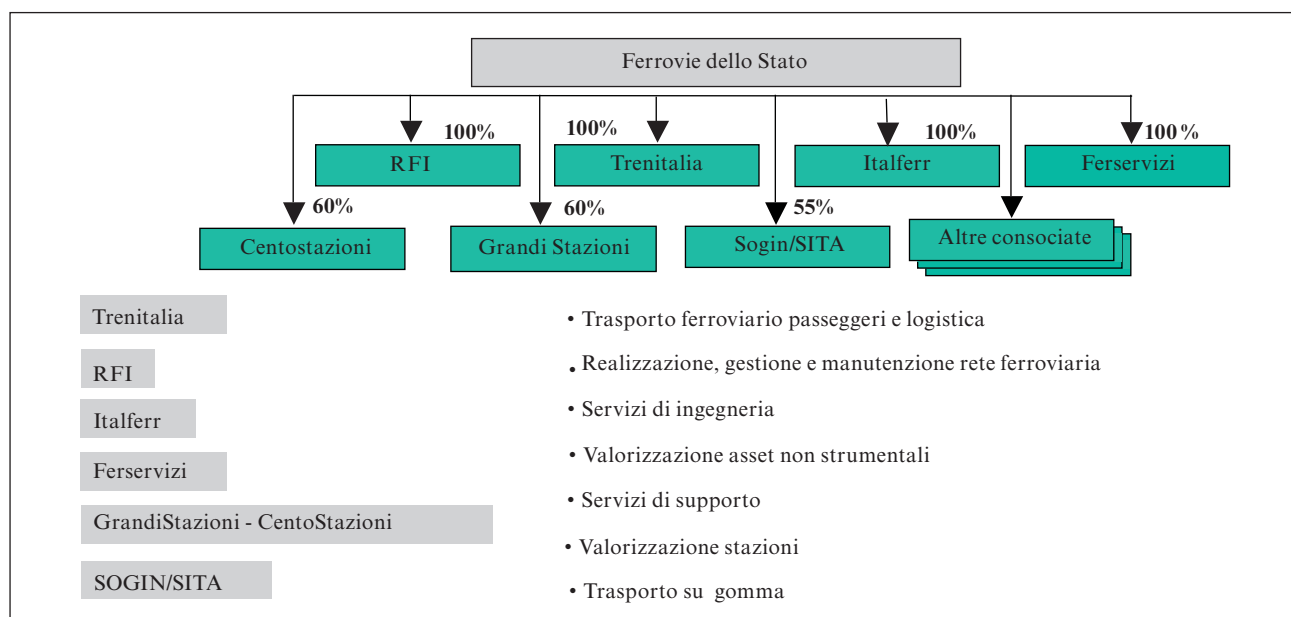 Ferrovie dello Stato
100%
100%
100%
100%
RFI
Trenitalia
Italferr
Ferservizi
60%
60%
55%
Centostazioni
Grandi Stazioni
Sogin/SITA
Altre consociate
Trenitalia
• Trasporto ferroviario passeggeri e logistica
RFI
• Realizzazione, gestione e manutenzione rete ferroviaria
Italferr
• Servizi di ingegneria
Ferservizi
• Valorizzazione asset non strumentali
• Servizi di supporto
GrandiStazioni - CentoStazioni
• Valorizzazione stazioni
SOGIN/SITA
• Trasporto su gomma